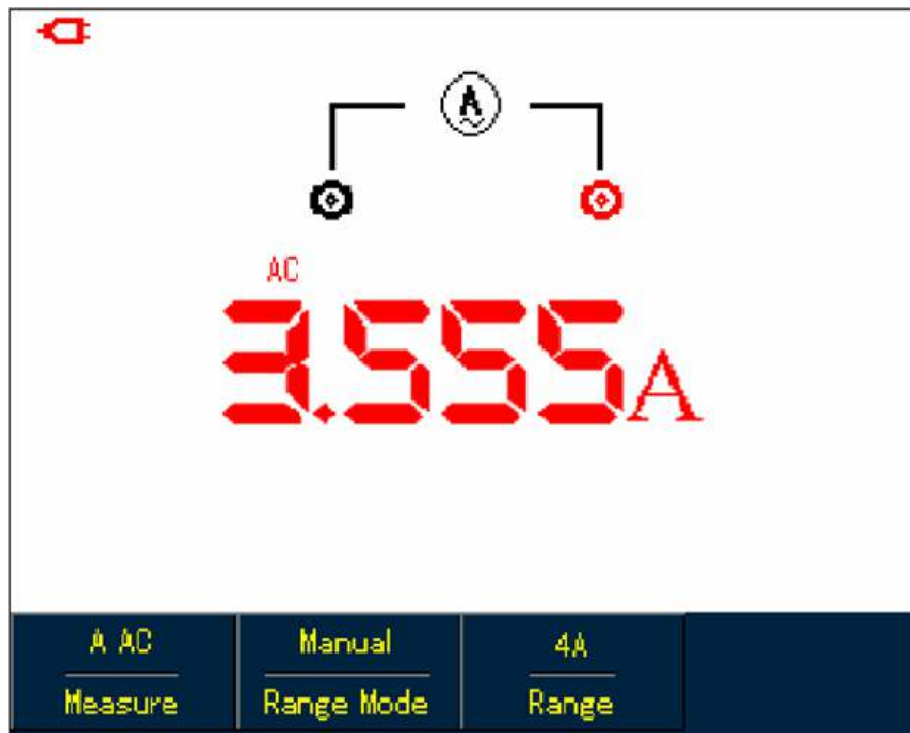 A
AC
3.555A
A AC
Measure
Manual
Range Mode
4A
Range